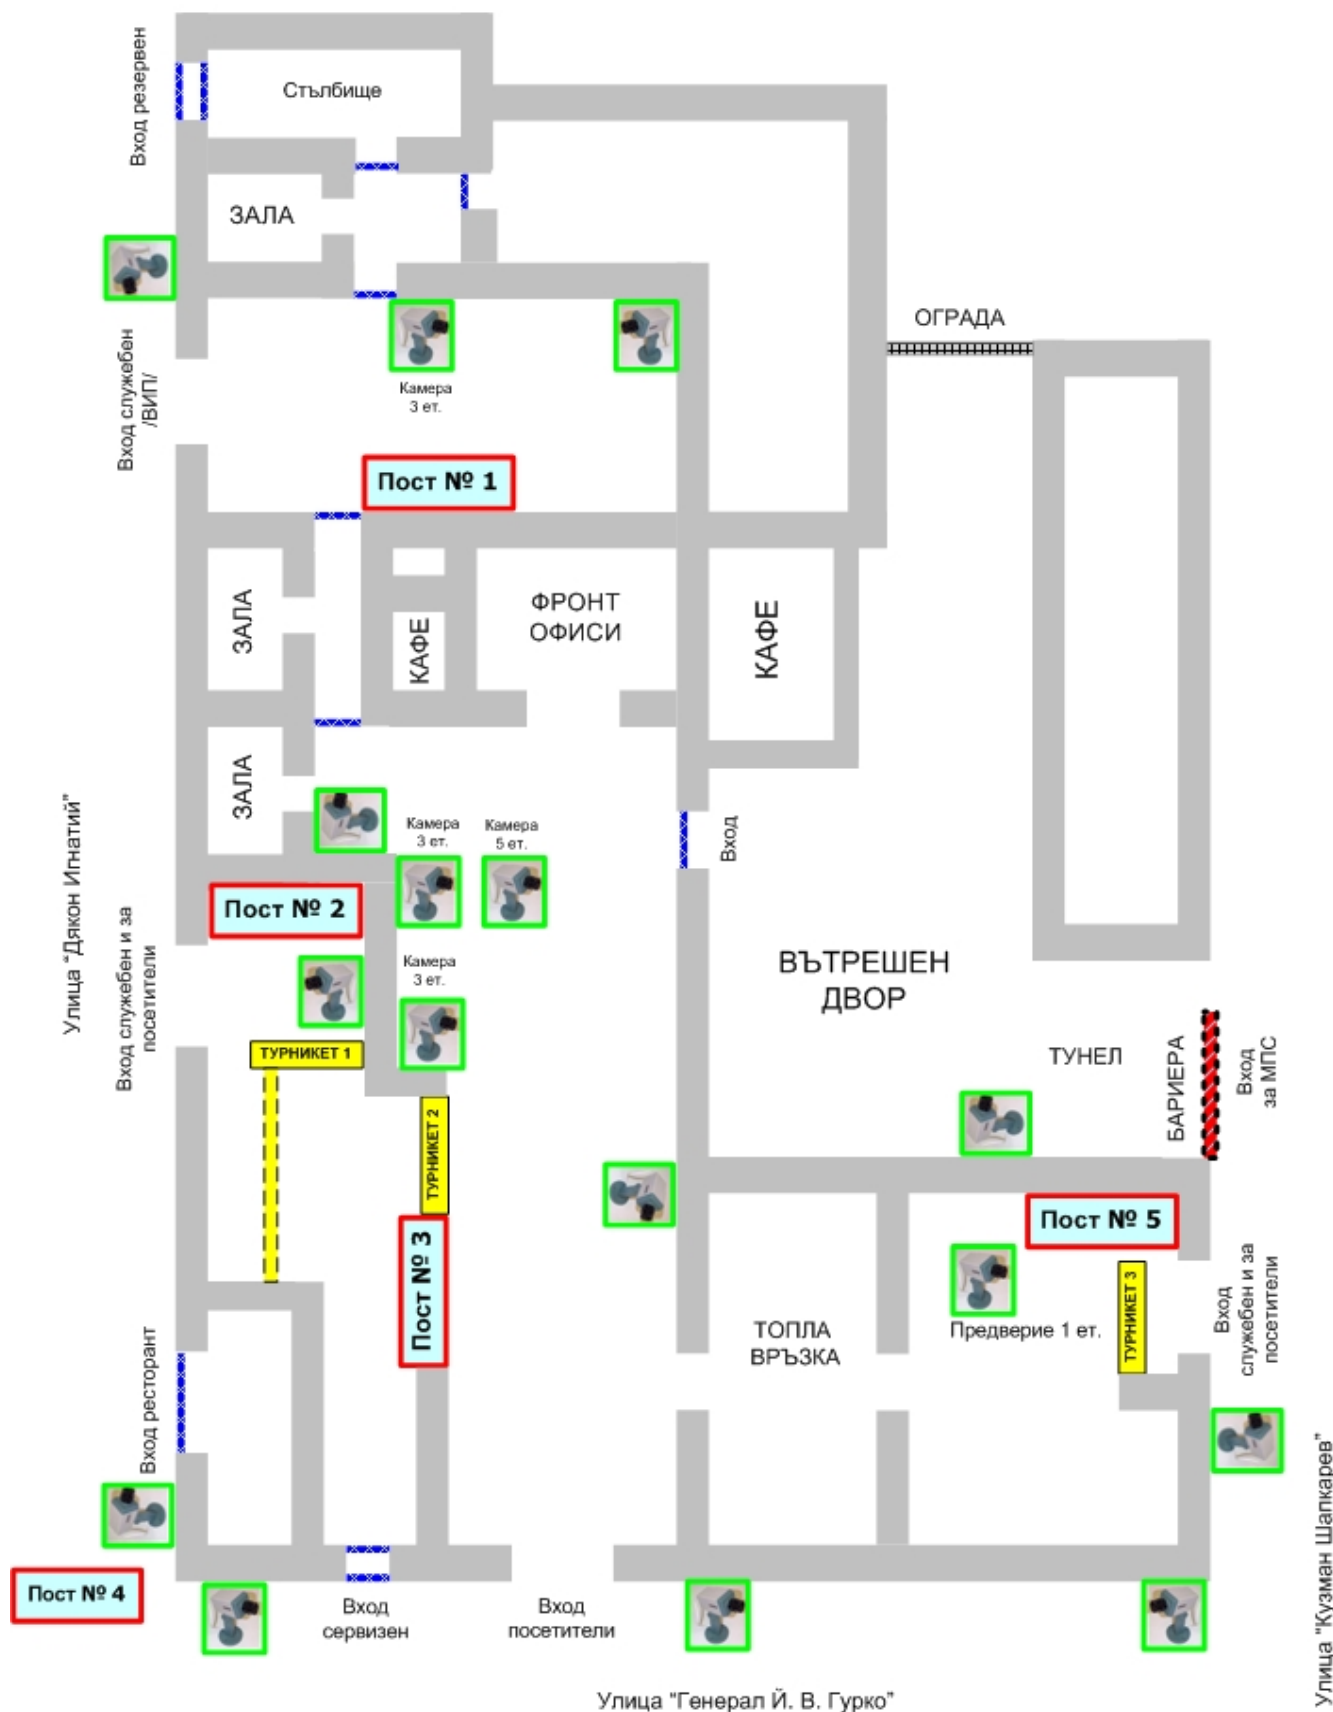 Вход резервен
Стълбище
ЗАЛА
ОГРАДА
Вход служебен
/ВИП/
Камера
3 ет.
Пост № 1
ЗАЛА
КАФЕ
ФРОНТ
ОФИСИ
КАФЕ
ЗАЛА
Улица "Дякон Игнатий"
Камера
3 ет.
Камера
5 ет.
Вход
Пост № 2
Вход служебен и за
посетители
Камера
3 ет.
ВЪТРЕШЕН
ДВОР
ТУРНИКЕТ 1
ТУНЕЛ
БАРИЕРА
Вход
за МПС
ТУРНИКЕТ 2
Пост № 3
Пост № 5
ТОПЛА
ВРЪЗКА
Предверие 1 ет.
ТУРНИКЕТ 3
Вход
служебен и за
посетители
Вход ресторант
Улица "Кузман Шапкарев"
Пост № 4
Вход
сервизен
Вход
посетители
Улица "Генерал Й. В. Гурко"